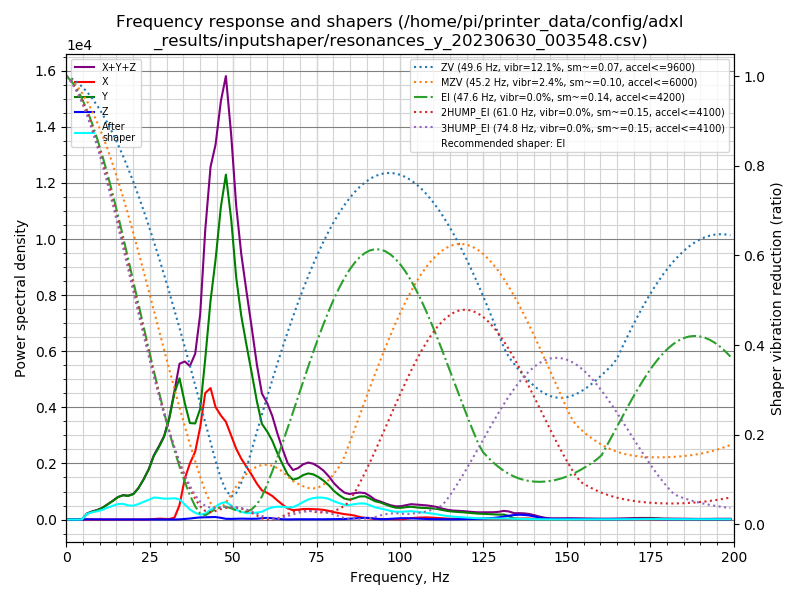 Frequency response and shapers (/home/pi/printer_data/config/adxl
_results/inputshaper/resonances_y_20230630_003548.csv)
1e4
X+Y+Z
X
Y
Z
After
shaper
ZV (49.6 Hz, vibr=12.1%, sm~=0.07, accel<=9600)
MZV (45.2 Hz, vibr=2.4%, sm~=0.10, accel<=6000)
EI (47.6 Hz, vibr=0.0%, sm~=0.14, accel<=4200)
2HUMP_EI (61.0 Hz, vibr=0.0%, sm~=0.15, accel<=4100)
3HUMP_EI (74.8 Hz, vibr=0.0%, sm~=0.15, accel<=4100)
Recommended shaper: EI
Power spectral density
1.6
1.4
1.2
1.0
0.8
0.6
0.4
0.2
0.0
1.0
0.8
0.6
0.4
0.2
0.0
Shaper vibration reduction (ratio)
0 25 50 75 100 125 150 175 200
Frequency, Hz